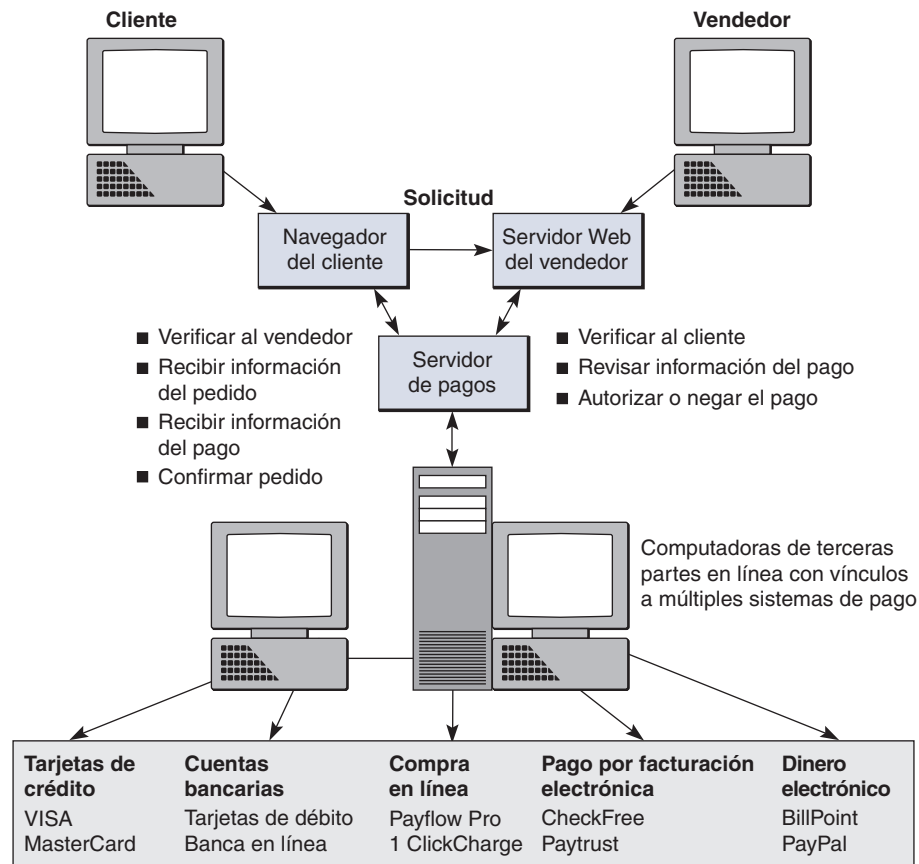 Cliente
Vendedor
Solicitud
Navegador
del cliente
Servidor Web
del vendedor
■ Verificar al vendedor
■ Recibir información
del pedido
■ Recibir información
del pago
■ Confirmar pedido
Servidor
de pagos
■ Verificar al cliente
■ Revisar información del pago
■ Autorizar o negar el pago
Computadoras de terceras
partes en línea con vínculos
a múltiples sistemas de pago
Tarjetas de
crédito
VISA
MasterCard
Cuentas
bancarias
Tarjetas de débito
Banca en línea
Compra
en línea
Payflow Pro
1 ClickCharge
Pago por facturación
electrónica
CheckFree
Paytrust
Dinero
electrónico
BillPoint
PayPal